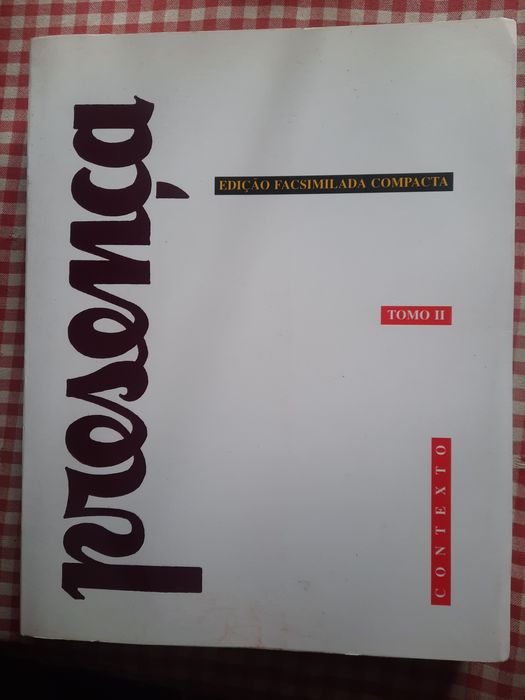 presença
EDIÇÃO FACSIMILADA COMPACTA
TOMO II
CONTEXTO